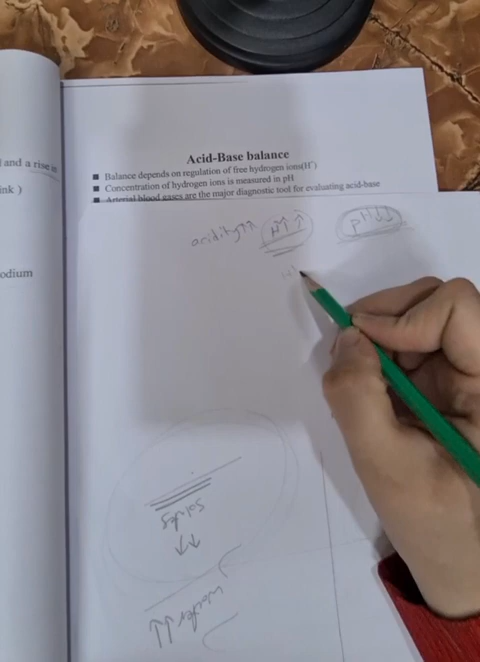 and a rise in
ink )
odium
Acid-Base balance
■ Balance depends on regulation of free hydrogen ions(H⁺)
■ Concentration of hydrogen ions is measured in pH
■ Arterial blood gases are the major diagnostic tool for evaluating acid-base
acidity↑↑ H⁺↑ ↑ pH↓↓
H
solutes
↑↑
water↓↓